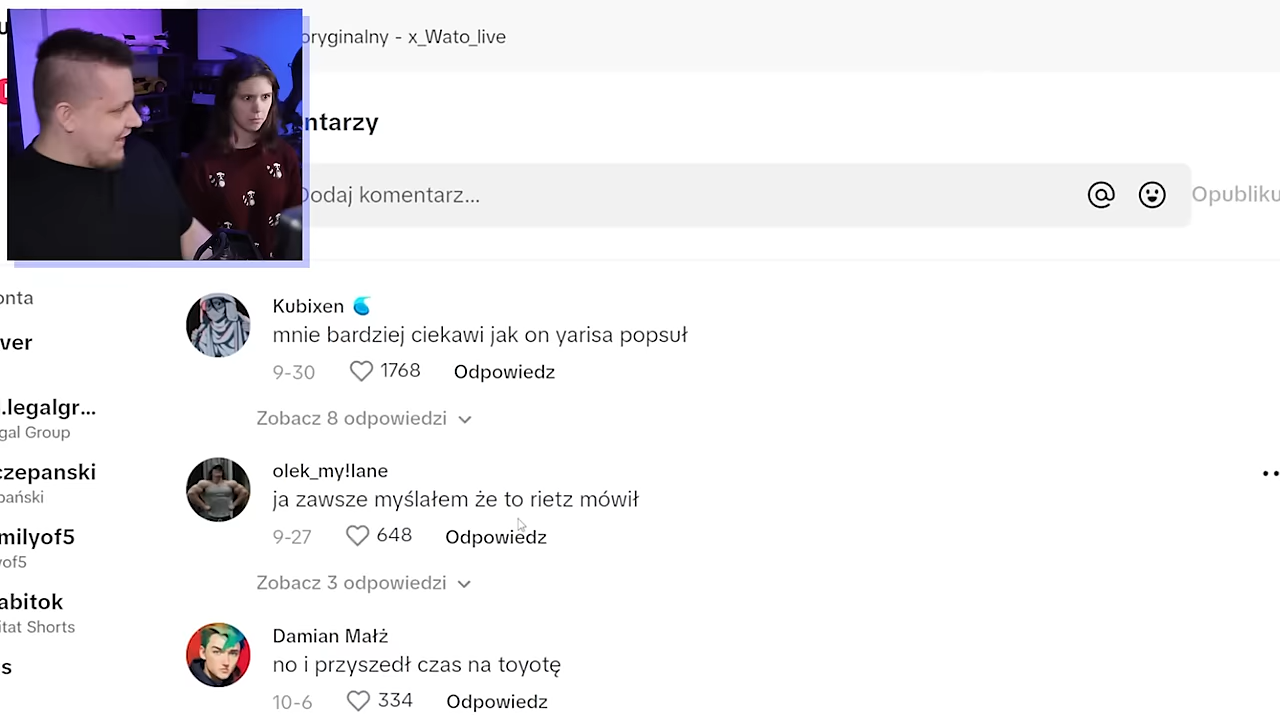 oryginalny - x_Wato_live
ntarzy
Dodaj komentarz...
Opubliku
onta
ver
.legalgr...
gal Group
czepanski
pański
milyof5
yof5
abitok
itat Shorts
s
Kubixen
mnie bardziej ciekawi jak on yarisa popsuł
9-30 1768 Odpowiedz
Zobacz 8 odpowiedzi
olek_my!lane
ja zawsze myślałem że to rietz mówił
9-27 648 Odpowiedz
Zobacz 3 odpowiedzi
Damian Małż
no i przyszedł czas na toyotę
10-6 334 Odpowiedz